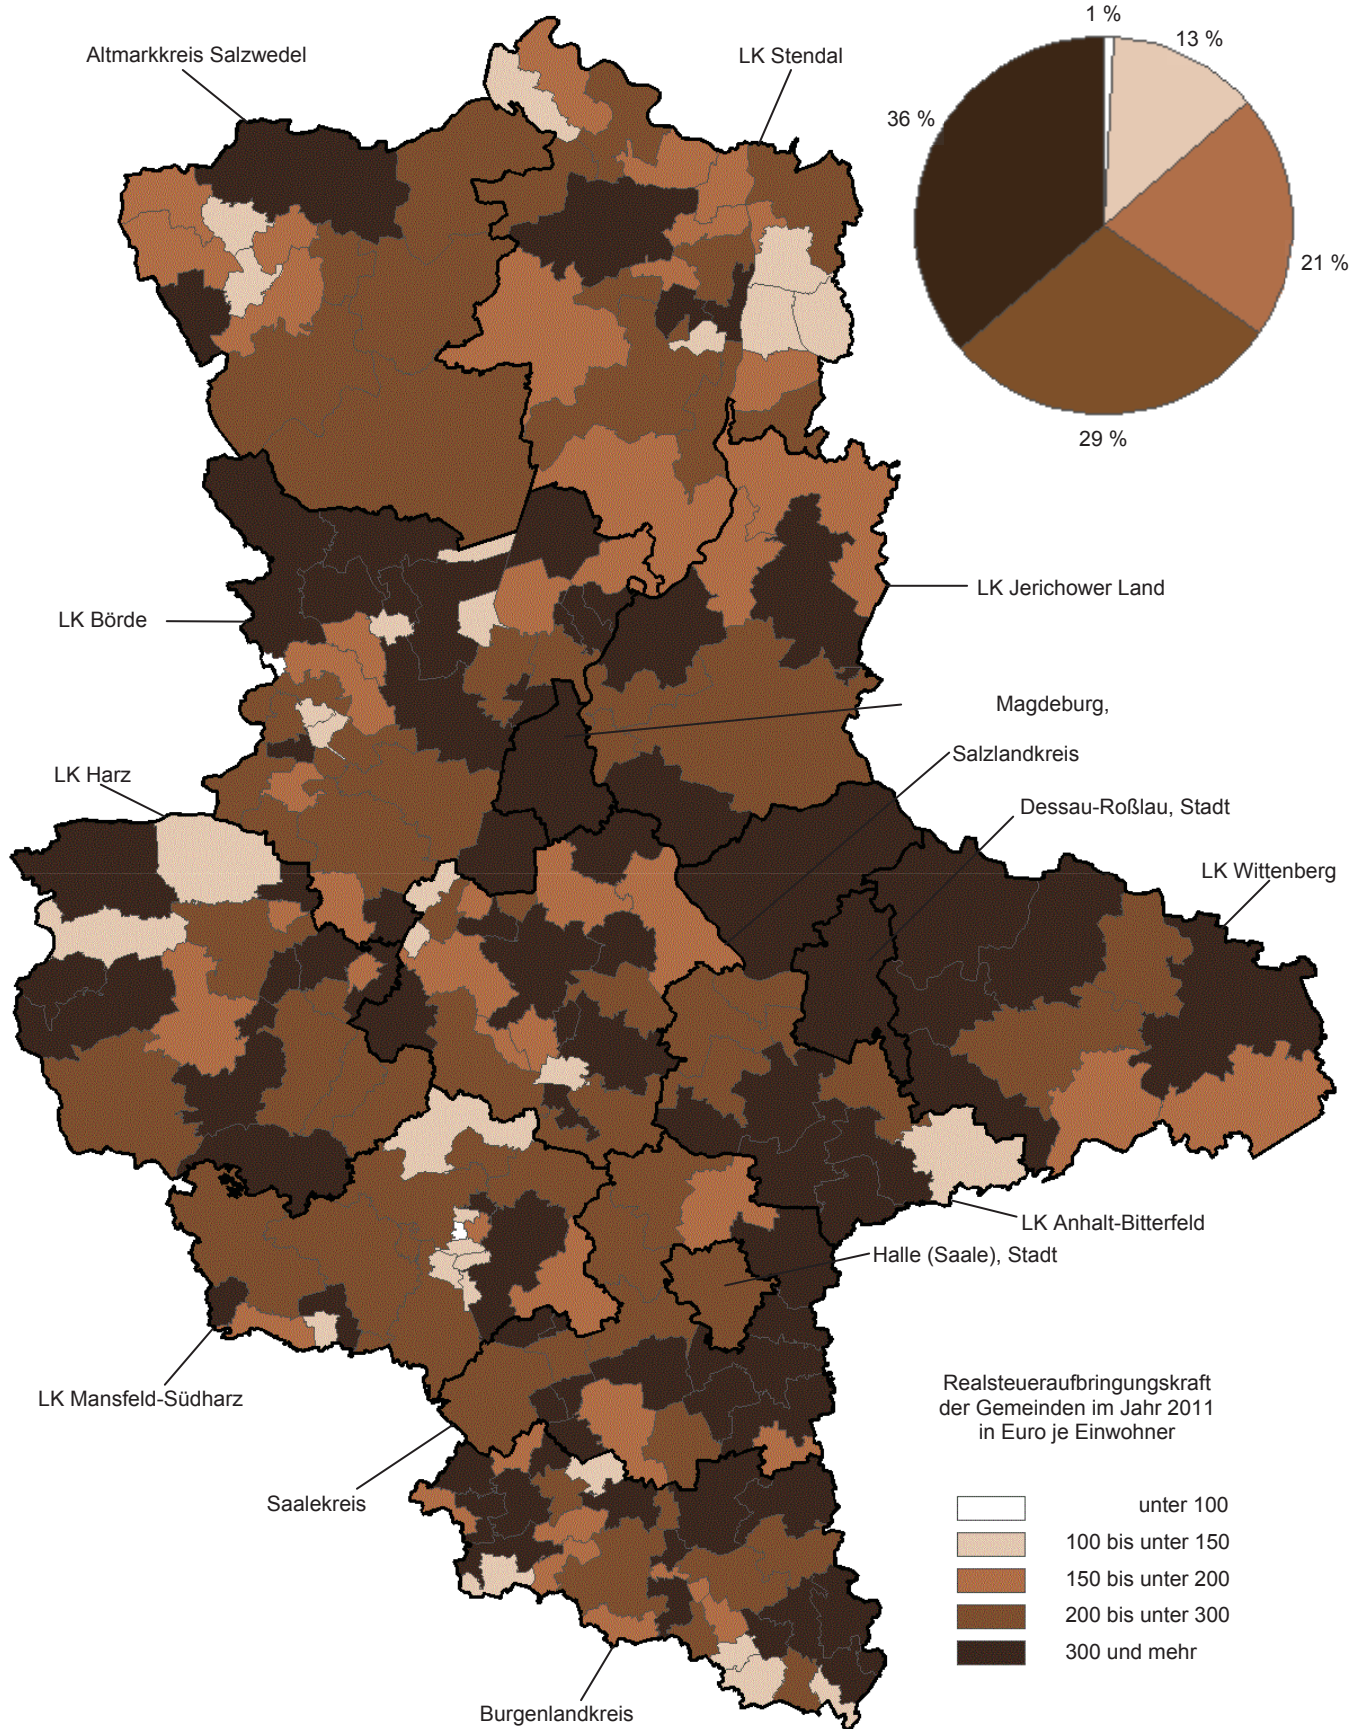 1 %
13 %
Altmarkkreis Salzwedel
LK Stendal
36 %
21 %
29 %
LK Jerichower Land
LK Börde
Magdeburg,
Salzlandkreis
LK Harz
Dessau-Roßlau, Stadt
LK Wittenberg
LK Anhalt-Bitterfeld
Halle (Saale), Stadt
LK Mansfeld-Südharz
Realsteueraufbringungskraft
der Gemeinden im Jahr 2011
in Euro je Einwohner
Saalekreis
unter 100
100 bis unter 150
150 bis unter 200
200 bis unter 300
300 und mehr
Burgenlandkreis